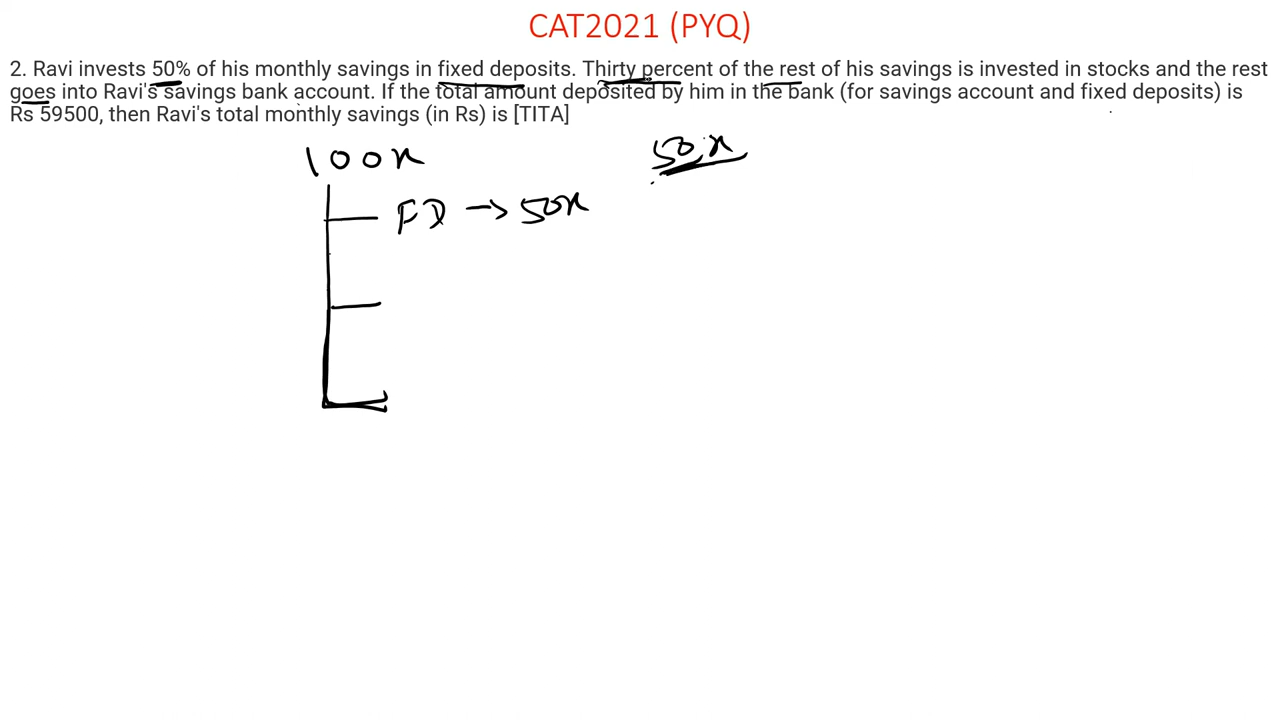 CAT2021 (PYQ)
2. Ravi invests 50% of his monthly savings in fixed deposits. Thirty percent of the rest of his savings is invested in stocks and the rest
goes into Ravi's savings bank account. If the total amount deposited by him in the bank (for savings account and fixed deposits) is
Rs 59500, then Ravi's total monthly savings (in Rs) is [TITA]
100x
50x
FD → 50x